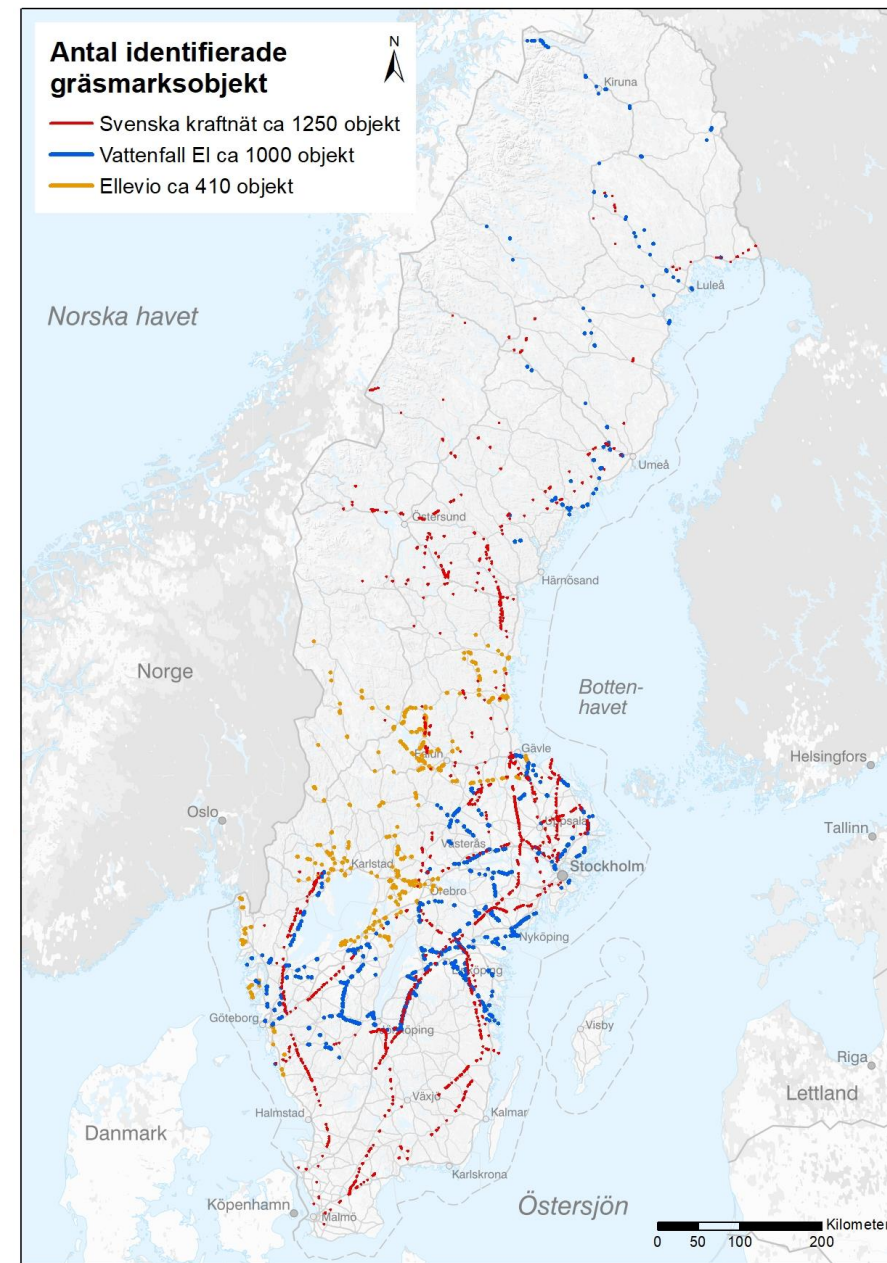 Antal identifierade
gräsmarksobjekt
N
Svenska kraftnät ca 1250 objekt
Vattenfall El ca 1000 objekt
Ellevio ca 410 objekt
Kiruna
Luleå
Norska havet
Umeå
Östersund
Härnösand
Norge
Botten-
havet
Gävle
Falun
Helsingfors
Oslo
Uppsala
Tallinn
Västerås
Karlstad
Stockholm
Örebro
Nyköping
Linköping
Göteborg
Jönköping
Visby
Riga
Växjö
Lettland
Halmstad
Kalmar
Danmark
Karlskrona
Köpenhamn
Östersjön
Malmö
Kilometer
0 50 100 200